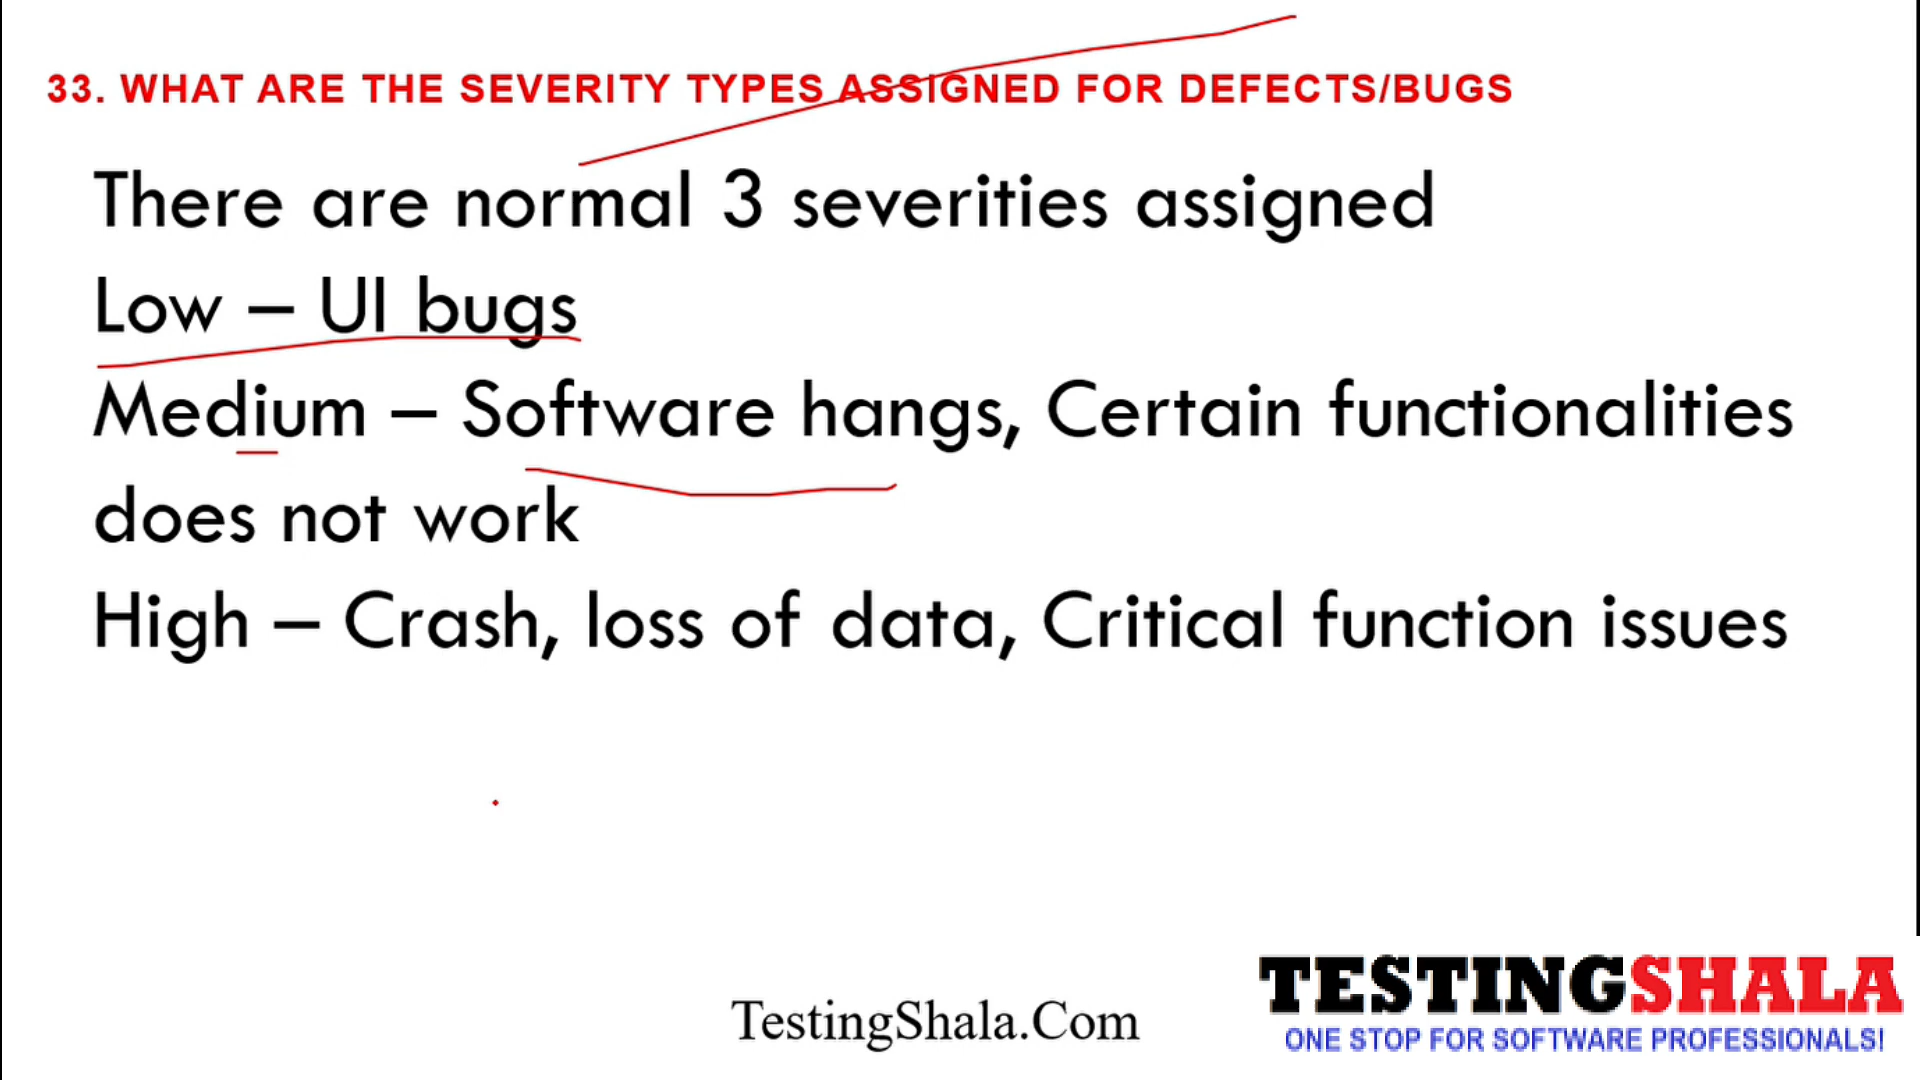 33. WHAT ARE THE SEVERITY TYPES ASSIGNED FOR DEFECTS/BUGS
There are normal 3 severities assigned
Low – UI bugs
Medium – Software hangs, Certain functionalities
does not work
High – Crash, loss of data, Critical function issues
TestingShala.Com
TESTINGSHALA
ONE STOP FOR SOFTWARE PROFESSIONALS!